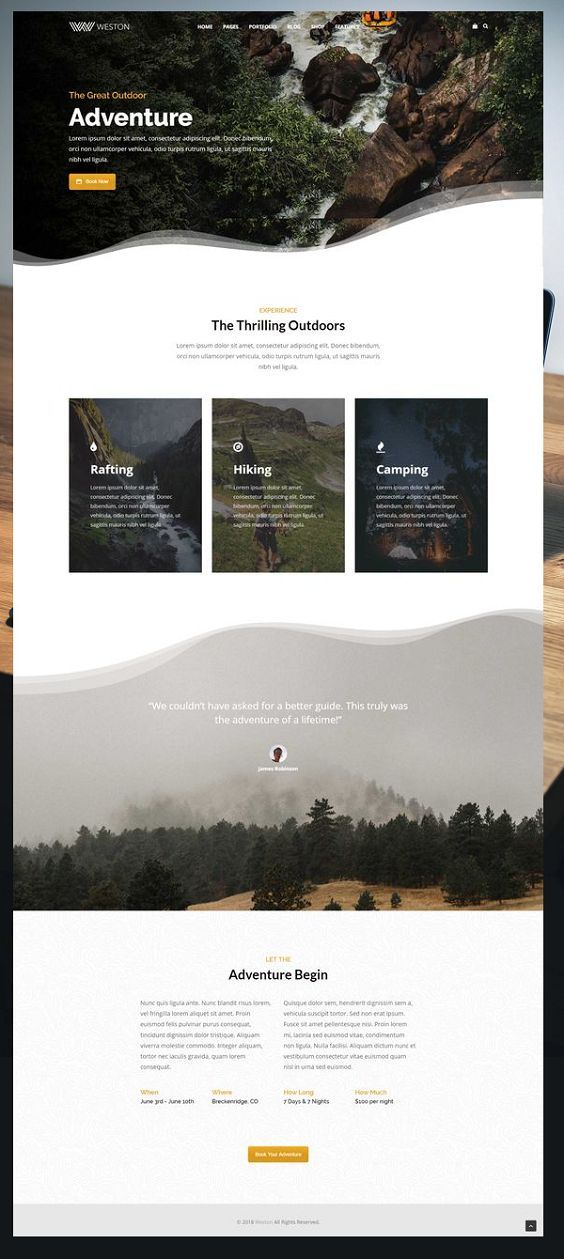 WESTON
HOME PAGES PORTFOLIO BLOG SHOP FEATURES
The Great Outdoor
Adventure
Lorem ipsum dolor sit amet, consectetur adipiscing elit. Donec bibendum,
orci non ullamcorper vehicula, odio turpis rutrum ligula, ut sagittis mauris
nibh vel ligula.
Book Now
EXPERIENCE
The Thrilling Outdoors
Lorem ipsum dolor sit amet, consectetur adipiscing elit. Donec bibendum,
orci non ullamcorper vehicula, odio turpis rutrum ligula, ut sagittis mauris
nibh vel ligula.
Rafting
Lorem ipsum dolor sit amet,
consectetur adipiscing elit. Donec
bibendum, orci non ullamcorper
vehicula, odio turpis rutrum ligula, ut
sagittis mauris nibh vel ligula.
Hiking
Lorem ipsum dolor sit amet,
consectetur adipiscing elit. Donec
bibendum, orci non ullamcorper
vehicula, odio turpis rutrum ligula, ut
sagittis mauris nibh vel ligula.
Camping
Lorem ipsum dolor sit amet,
consectetur adipiscing elit. Donec
bibendum, orci non ullamcorper
vehicula, odio turpis rutrum ligula, ut
sagittis mauris nibh vel ligula.
“We couldn’t have asked for a better guide. This truly was
the adventure of a lifetime!”
James Robinson
LET THE
Adventure Begin
Nunc quis ligula ante. Nunc blandit risus lorem,
vel fringilla lorem aliquet sit amet. Proin
euismod felis pulvinar purus consequat,
tincidunt dignissim dolor tristique. Aliquam
viverra molestie commodo. Integer aliquam,
tortor nec iaculis gravida, quam lorem
consequat.
Quisque dolor sem, hendrerit dignissim sem a,
vehicula suscipit tortor. Sed non erat ipsum.
Fusce sit amet pellentesque nisi. Proin lorem
mi, lacinia sed euismod vitae, condimentum
non ligula. Nulla facilisi. Aliquam dictum nunc et
vestibulum consectetur vitae euismod quam
nisl in urna sed euismod.
When
June 3rd - June 10th
Where
Breckenridge, CO
How Long
7 Days & 7 Nights
How Much
$100 per night
Book Your Adventure
© 2018 Weston All Rights Reserved.